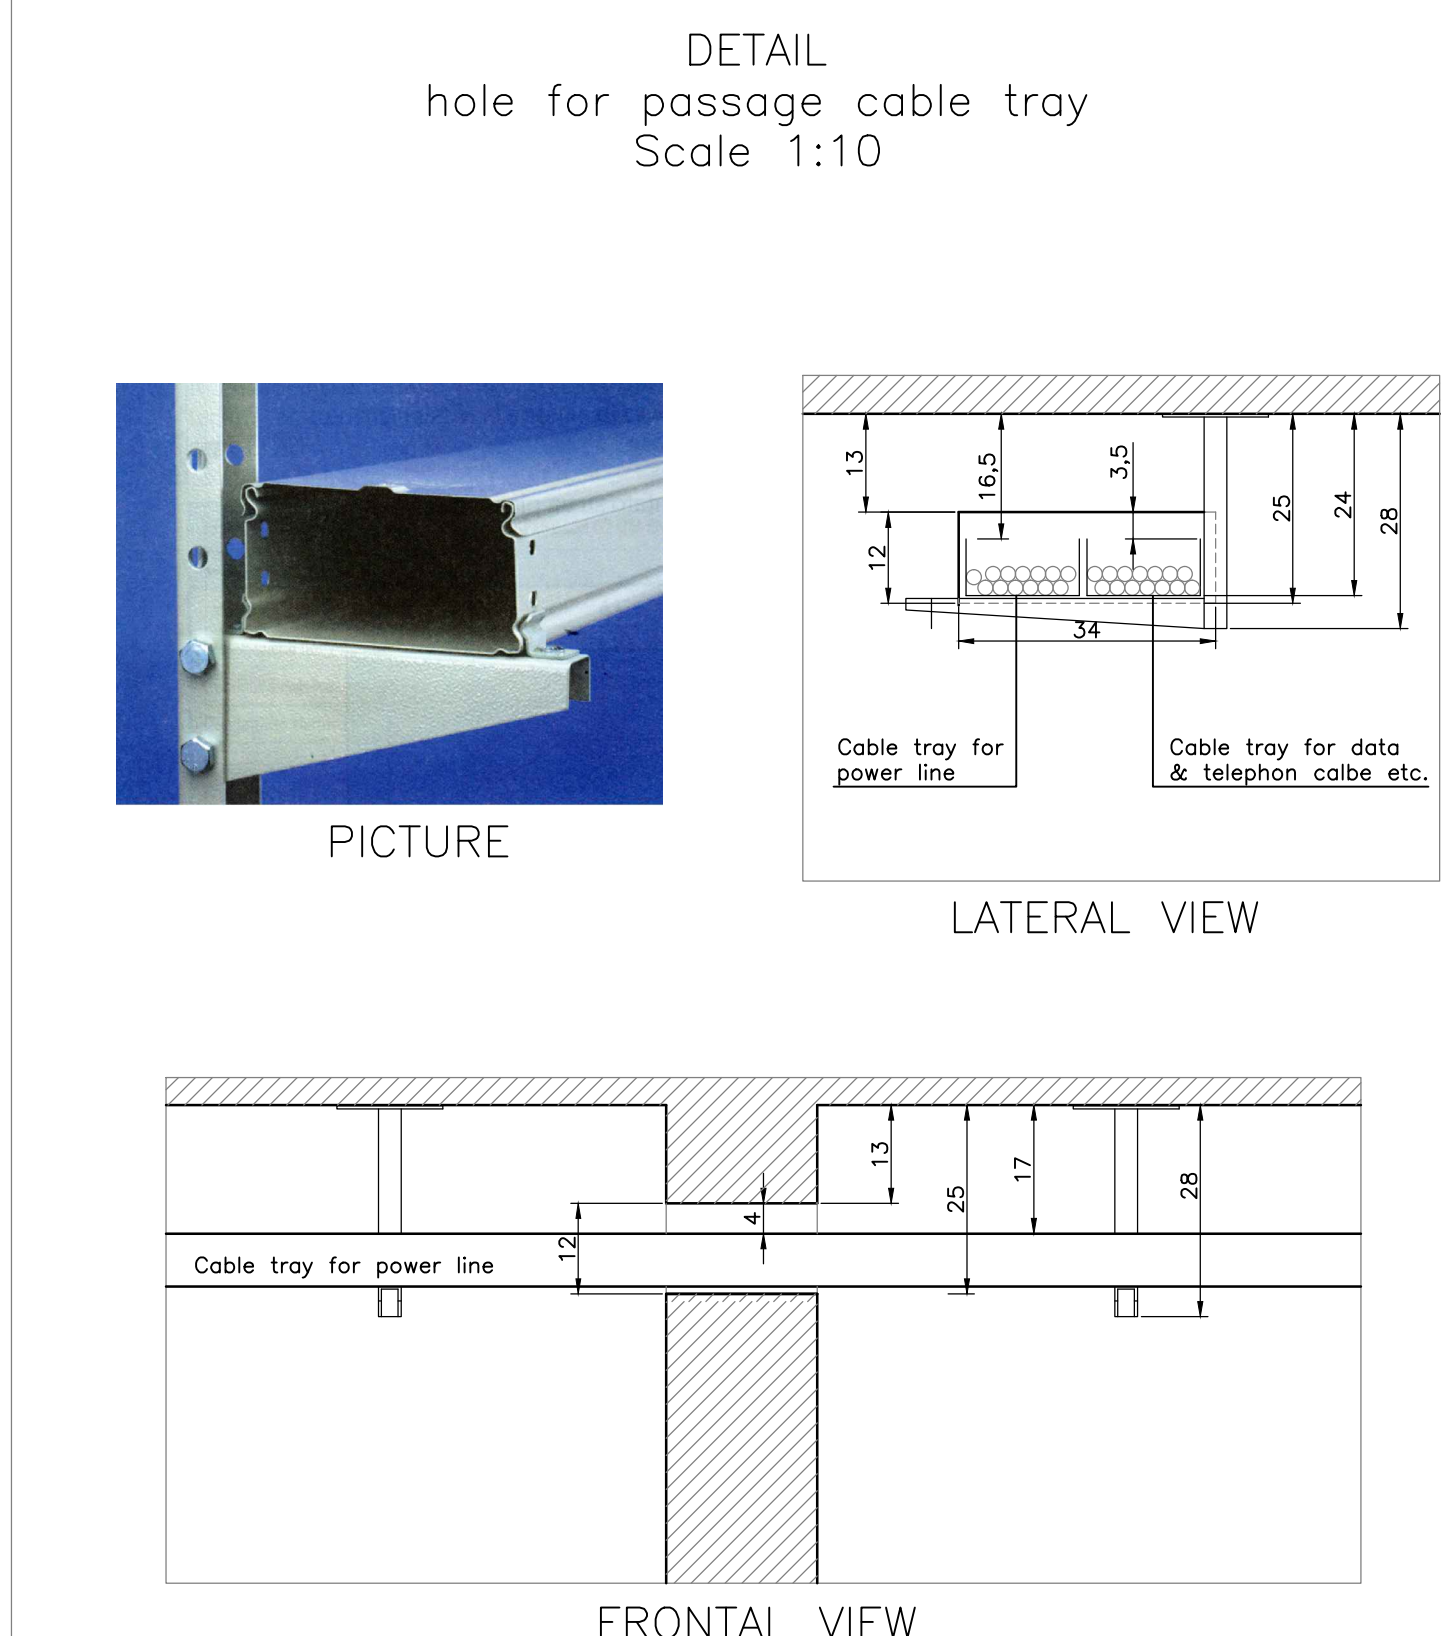 DETAIL
hole for passage cable tray
Scale 1:10
PICTURE
13
16,5
3,5
12
25
24
28
34
Cable tray for
power line
Cable tray for data
& telephon calbe etc.
LATERAL VIEW
13
25
17
28
4
12
Cable tray for power line
FRONTAL VIEW